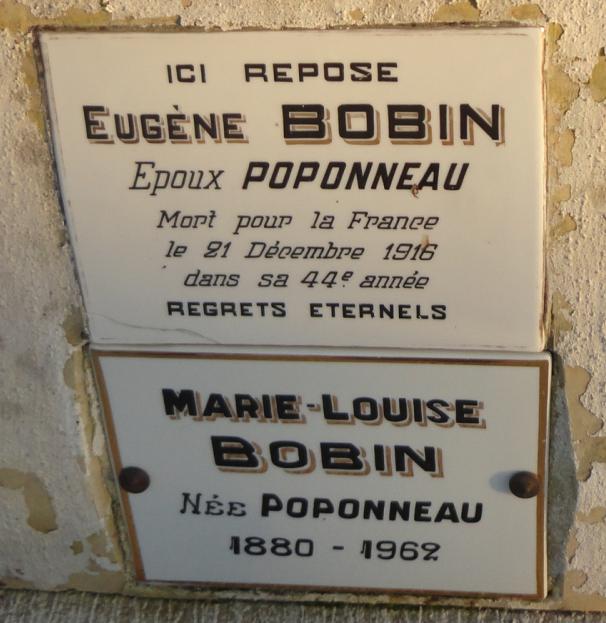 ICI REPOSE
EUGÈNE BOBIN
Epoux POPONNEAU
Mort pour la France
le 21 Décembre 1916
dans sa 44e année
REGRETS ETERNELS
MARIE-LOUISE
BOBIN
NÉE POPONNEAU
1880 - 1962